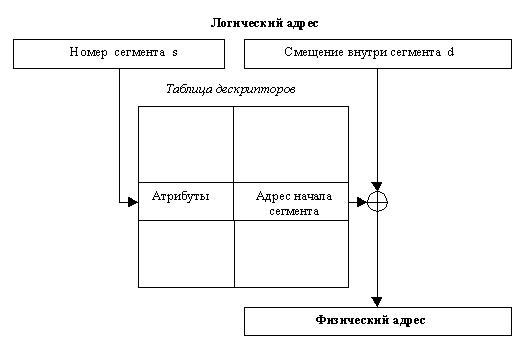 Логический адрес
Номер сегмента s
Смещение внутри сегмента d
Таблица дескрипторов
Атрибуты
Адрес начала
сегмента
Физический адрес